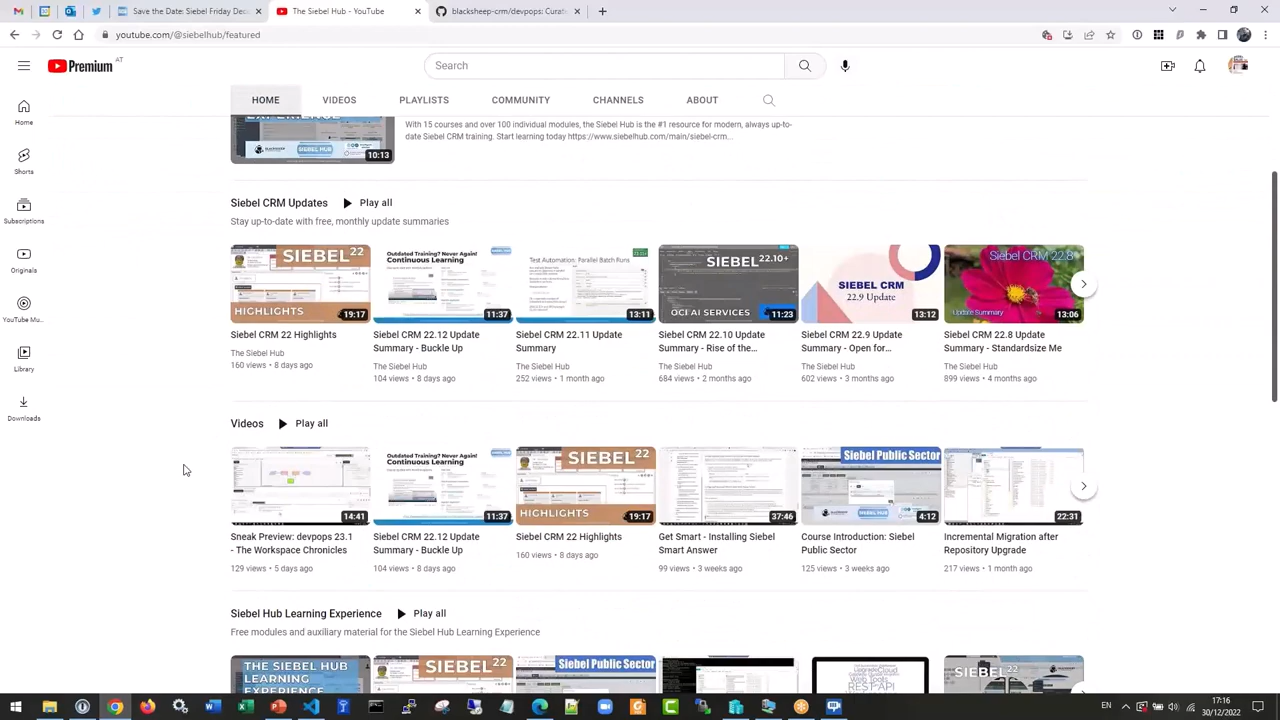 Save the Date: Siebel Friday Dec
The Siebel Hub - YouTube
blacksheep-crm/devpops: Curate
youtube.com/@siebelhub/featured
Premium
AT
Search
HOME
VIDEOS
PLAYLISTS
COMMUNITY
CHANNELS
ABOUT
With 15 courses and over 100 individual modules, the Siebel Hub is the #1 resource for modern, always up-to-
date Siebel CRM training. Start learning today https://www.siebelhub.com/main/siebel-crm...
EXPERIENCE
10:13
Home
Shorts
Subscriptions
Originals
YouTube Mu...
Library
Downloads
Siebel CRM Updates
Play all
Stay up-to-date with free, monthly update summaries
SIEBEL22
HIGHLIGHTS
19:17
Outdated Training? Never Again!
Continuous Learning
11:37
Test Automation: Parallel Batch Runs
13:11
SIEBEL22.10+
OCI AI SERVICES
11:23
SIEBEL CRM
22.9 Update
13:12
Siebel CRM 22.8
Update Summary
13:06
Siebel CRM 22 Highlights
The Siebel Hub
160 views • 8 days ago
Siebel CRM 22.12 Update
Summary - Buckle Up
The Siebel Hub
104 views • 8 days ago
Siebel CRM 22.11 Update
Summary
The Siebel Hub
252 views • 1 month ago
Siebel CRM 22.10 Update
Summary - Rise of the...
The Siebel Hub
684 views • 2 months ago
Siebel CRM 22.9 Update
Summary - Open for...
The Siebel Hub
602 views • 3 months ago
Siebel CRM 22.8 Update
Summary - Standardsize Me
The Siebel Hub
899 views • 4 months ago
Videos
Play all
14:41
Outdated Training? Never Again!
Continuous Learning
11:37
SIEBEL22
HIGHLIGHTS
19:17
37:46
Siebel Public Sector
4:12
22:31
Sneak Preview: devpops 23.1
- The Workspace Chronicles
129 views • 5 days ago
Siebel CRM 22.12 Update
Summary - Buckle Up
104 views • 8 days ago
Siebel CRM 22 Highlights
160 views • 8 days ago
Get Smart - Installing Siebel
Smart Answer
99 views • 3 weeks ago
Course Introduction: Siebel
Public Sector
125 views • 3 weeks ago
Incremental Migration after
Repository Upgrade
217 views • 1 month ago
Siebel Hub Learning Experience
Play all
Free modules and auxiliary material for the Siebel Hub Learning Experience
THE SIEBEL HUB
LEARNING
EXPERIENCE
SIEBEL22
Siebel Public Sector
SIEBEL22
EN
17:16
30/12/2022